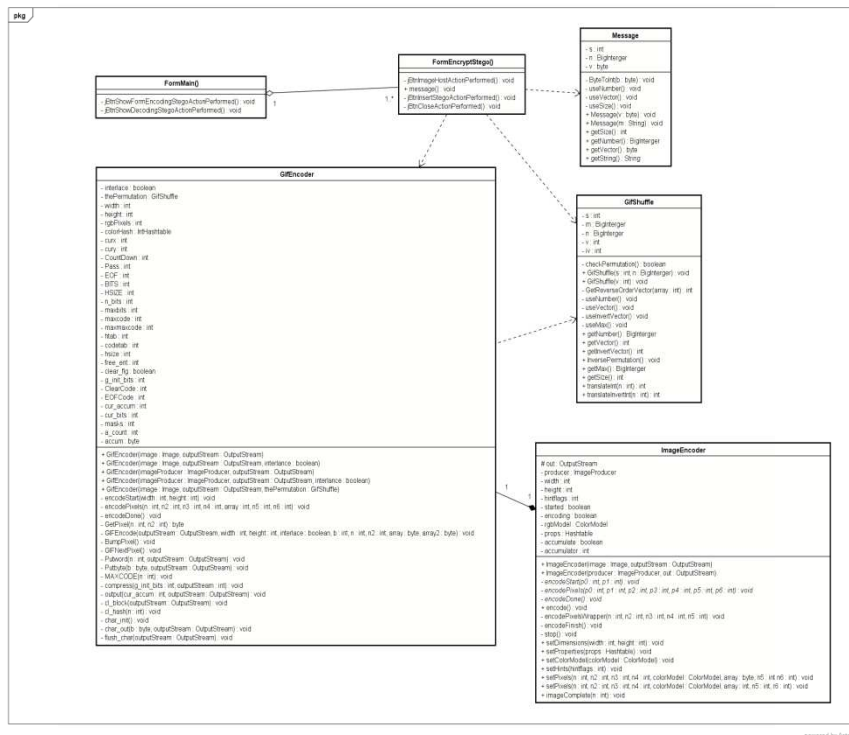 pkg
FormMain()
- jBtnShowFormEncodingStegoActionPerformed() : void
- jBtnShowDecodingStegoActionPerformed() : void
1
1..*
FormEncryptStego()
- jBtnImageHostActionPerformed() : void
+ message() : void
- jBtnInsertStegoActionPerformed() : void
- jBtnCloseActionPerformed() : void
Message
- s : int
- n : BigInterger
- v : byte
- ByteToInt(b : byte) : void
- useNumber() : void
- useVector() : void
- useSize() : void
+ Message(v : byte) : void
+ Message(m : String) : void
+ getSize() : int
+ getNumber() : BigInterger
+ getVector() : byte
+ getString() : String
GifEncoder
- interlace : boolean
- thePermutation : GifShuffle
- width : int
- height : int
- rgbPixels : int
- colorHash : IntHashtable
- curx : int
- cury : int
- CountDown : int
- Pass : int
- EOF : int
- BITS : int
- HSIZE : int
- n_bits : int
- maxbits : int
- maxcode : int
- maxmaxcode : int
- htab : int
- codetab : int
- hsize : int
- free_ent : int
- clear_flg : boolean
- g_init_bits : int
- ClearCode : int
- EOFCode : int
- cur_accum : int
- cur_bits : int
- masks : int
- a_count : int
- accum : byte
+ GifEncoder(image : Image, outputStream : OutputStream)
+ GifEncoder(image : Image, outputStream : OutputStream, interlance : boolean)
+ GifEncoder(imageProducer : ImageProducer, outputStream : OutputStream)
+ GifEncoder(imageProducer : ImageProducer, outputStream : OutputStream, interlance : boolean)
+ GifEncoder(image : Image, outputStream : OutputStream, thePermutation : GifShuffle)
- encodeStart(width : int, height : int) : void
- encodePixels(n : int, n2 : int, n3 : int, n4 : int, array : int, n5 : int, n6 : int) : void
- encodeDone() : void
- GetPixel(n : int, n2 : int) : byte
- GIFEncode(outputStream : OutputStream, width : int, height : int, interlace : boolean, b : int, n : int, n2 : int, array : byte, array2 : byte) : void
- BumpPixel() : void
- GIFNextPixel() : void
- Putword(n : int, outputStream : OutputStream) : void
- Putbyte(b : byte, outputStream : OutputStream) : void
- MAXCODE(n : int) : void
- compress(g_init_bits : int, outputStream : int) : void
- output(cur_accum : int, outputStream : OutputStream) : void
- cl_block(outputStream : OutputStream) : void
- cl_hash(n : int) : void
- char_init() : void
- char_out(b : byte, outputStream : OutputStream) : void
- flush_char(outputStream : OutputStream) : void
GifShuffle
- s : int
- m : BigInterger
- n : BigInterger
- v : int
- iv : int
- checkPermutation() : boolean
+ GifShuffle(s : int, n : BigInterger) : void
+ GifShuffle(v : int) : void
- GetReverseOrderVector(array : int) : int
- useNumber() : void
- useVector() : void
- useInvertVector() : void
- useMax() : void
+ getNumber() : BigInterger
+ getVector() : int
+ getInvertVector() : int
+ inversePermutation() : void
+ getMax() : BigInterger
+ getSize() : int
+ translateInt(n : int) : int
+ translateInvertInt(n : int) : int
1
1
ImageEncoder
# out : OutputStream
- producer : ImageProducer
- width : int
- height : int
- hintflags : int
- started : boolean
- encoding : boolean
- rgbModel : ColorModel
- props : Hashtable
- accumulate : boolean
- accumulator : int
+ ImageEncoder(image : Image, outputStream : OutputStream)
+ ImageEncoder(producer : ImageProducer, out : OutputStream)
- encodeStart(p0 : int, p1 : int) : void
- encodePixels(p0 : int, p1 : int, p2 : int, p3 : int, p4 : int, p5 : int, p6 : int) : void
- encodeDone() : void
+ encode() : void
- encodePixelsWrapper(n : int, n2 : int, n3 : int, n4 : int, n5 : int) : void
- encodeFinish() : void
- stop() : void
+ setDimensions(width : int, height : int) : void
+ setProperties(props : Hashtable) : void
+ setColorModel(colorModel : ColorModel) : void
+ setHints(hintflags : int) : void
+ setPixels(n : int, n2 : int, n3 : int, n4 : int, colorModel : ColorModel, array : byte, n5 : int, n6 : int) : void
+ setPixels(n : int, n2 : int, n3 : int, n4 : int, colorModel : ColorModel, array : int, n5 : int, n6 : int) : void
+ imageComplete(n : int) : void